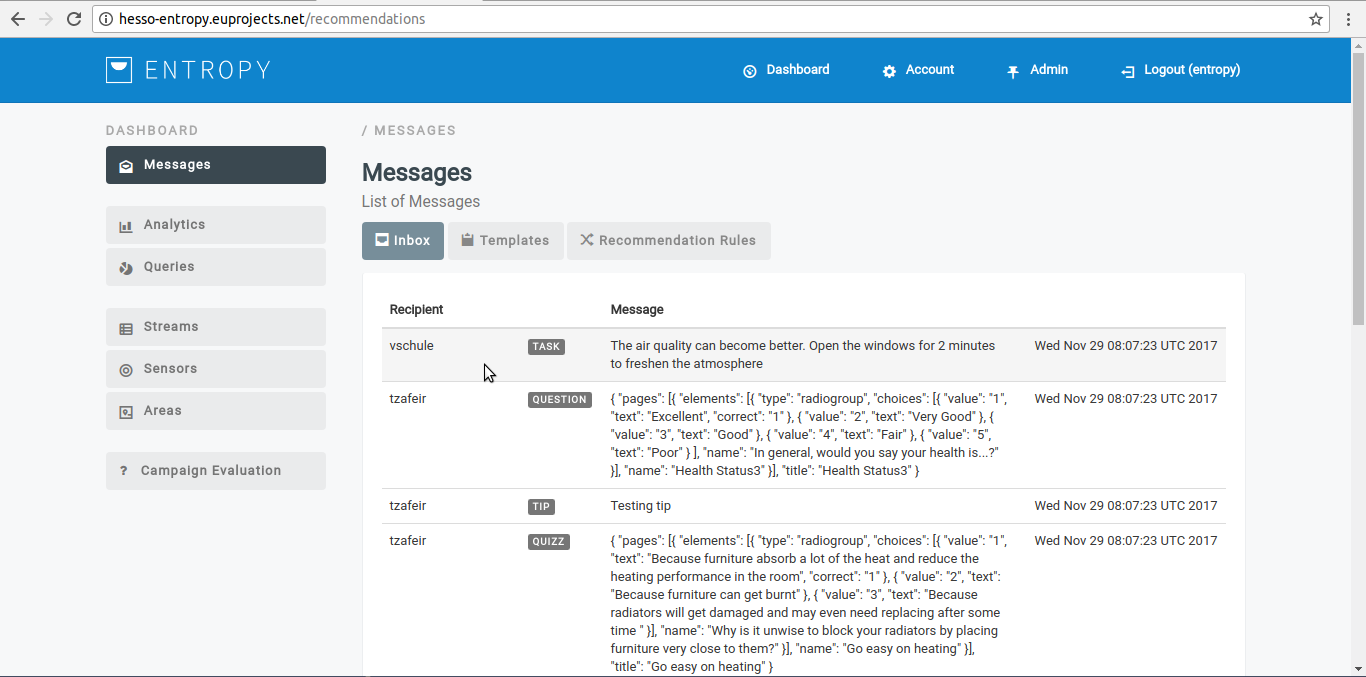 hesso-entropy.euprojects.net/recommendations
ENTROPY
Dashboard
Account
Admin
Logout (entropy)
DASHBOARD
Messages
Analytics
Queries
Streams
Sensors
Areas
? Campaign Evaluation
/ MESSAGES
Messages
List of Messages
Inbox
Templates
Recommendation Rules
Recipient Message
vschule TASK The air quality can become better. Open the windows for 2 minutes Wed Nov 29 08:07:23 UTC 2017
to freshen the atmosphere
tzafeir QUESTION { "pages": [{ "elements": [{ "type": "radiogroup", "choices": [{ "value": "1", Wed Nov 29 08:07:23 UTC 2017
"text": "Excellent", "correct": "1" }, { "value": "2", "text": "Very Good" }, {
"value": "3", "text": "Good" }, { "value": "4", "text": "Fair" }, { "value": "5",
"text": "Poor" } ], "name": "In general, would you say your health is...?"
}], "name": "Health Status3" }], "title": "Health Status3" }
tzafeir TIP Testing tip Wed Nov 29 08:07:23 UTC 2017
tzafeir QUIZZ { "pages": [{ "elements": [{ "type": "radiogroup", "choices": [{ "value": "1", Wed Nov 29 08:07:23 UTC 2017
"text": "Because furniture absorb a lot of the heat and reduce the
heating performance in the room", "correct": "1" }, { "value": "2", "text":
"Because furniture can get burnt" }, { "value": "3", "text": "Because
radiators will get damaged and may even need replacing after some
time " }], "name": "Why is it unwise to block your radiators by placing
furniture very close to them?" }], "name": "Go easy on heating" }],
"title": "Go easy on heating" }